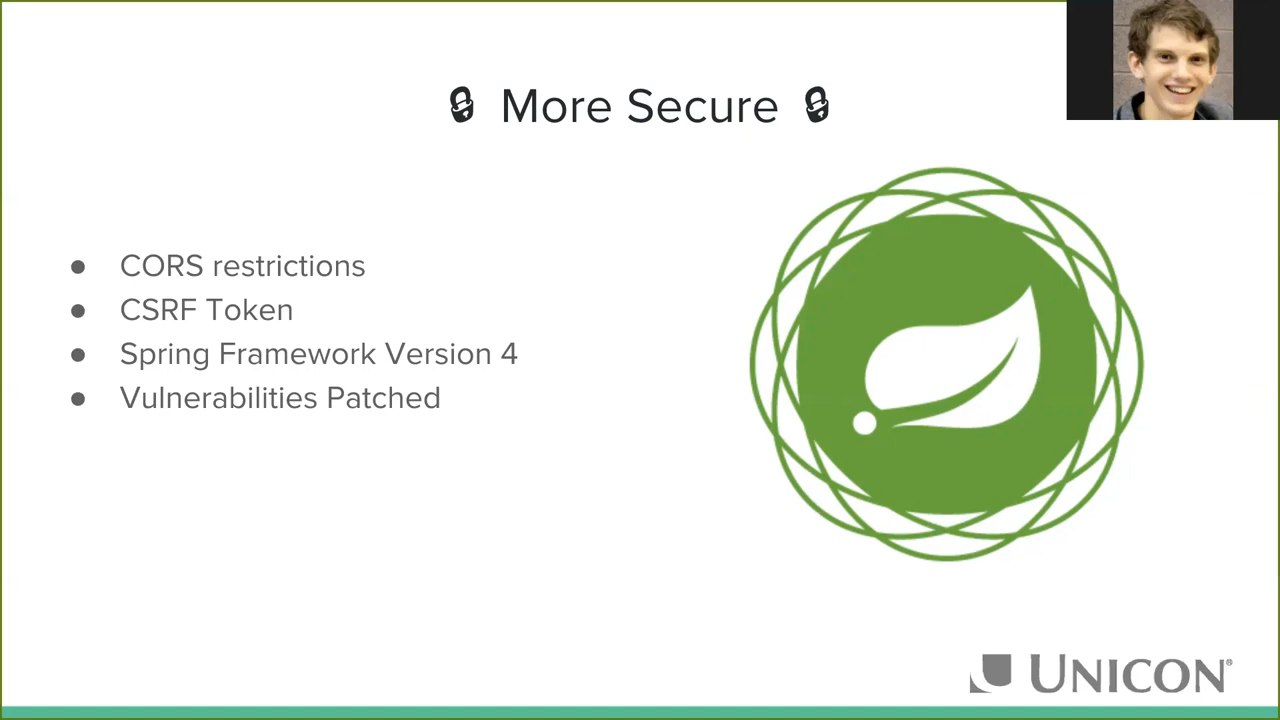 More Secure
● CORS restrictions
● CSRF Token
● Spring Framework Version 4
● Vulnerabilities Patched
UNICON®